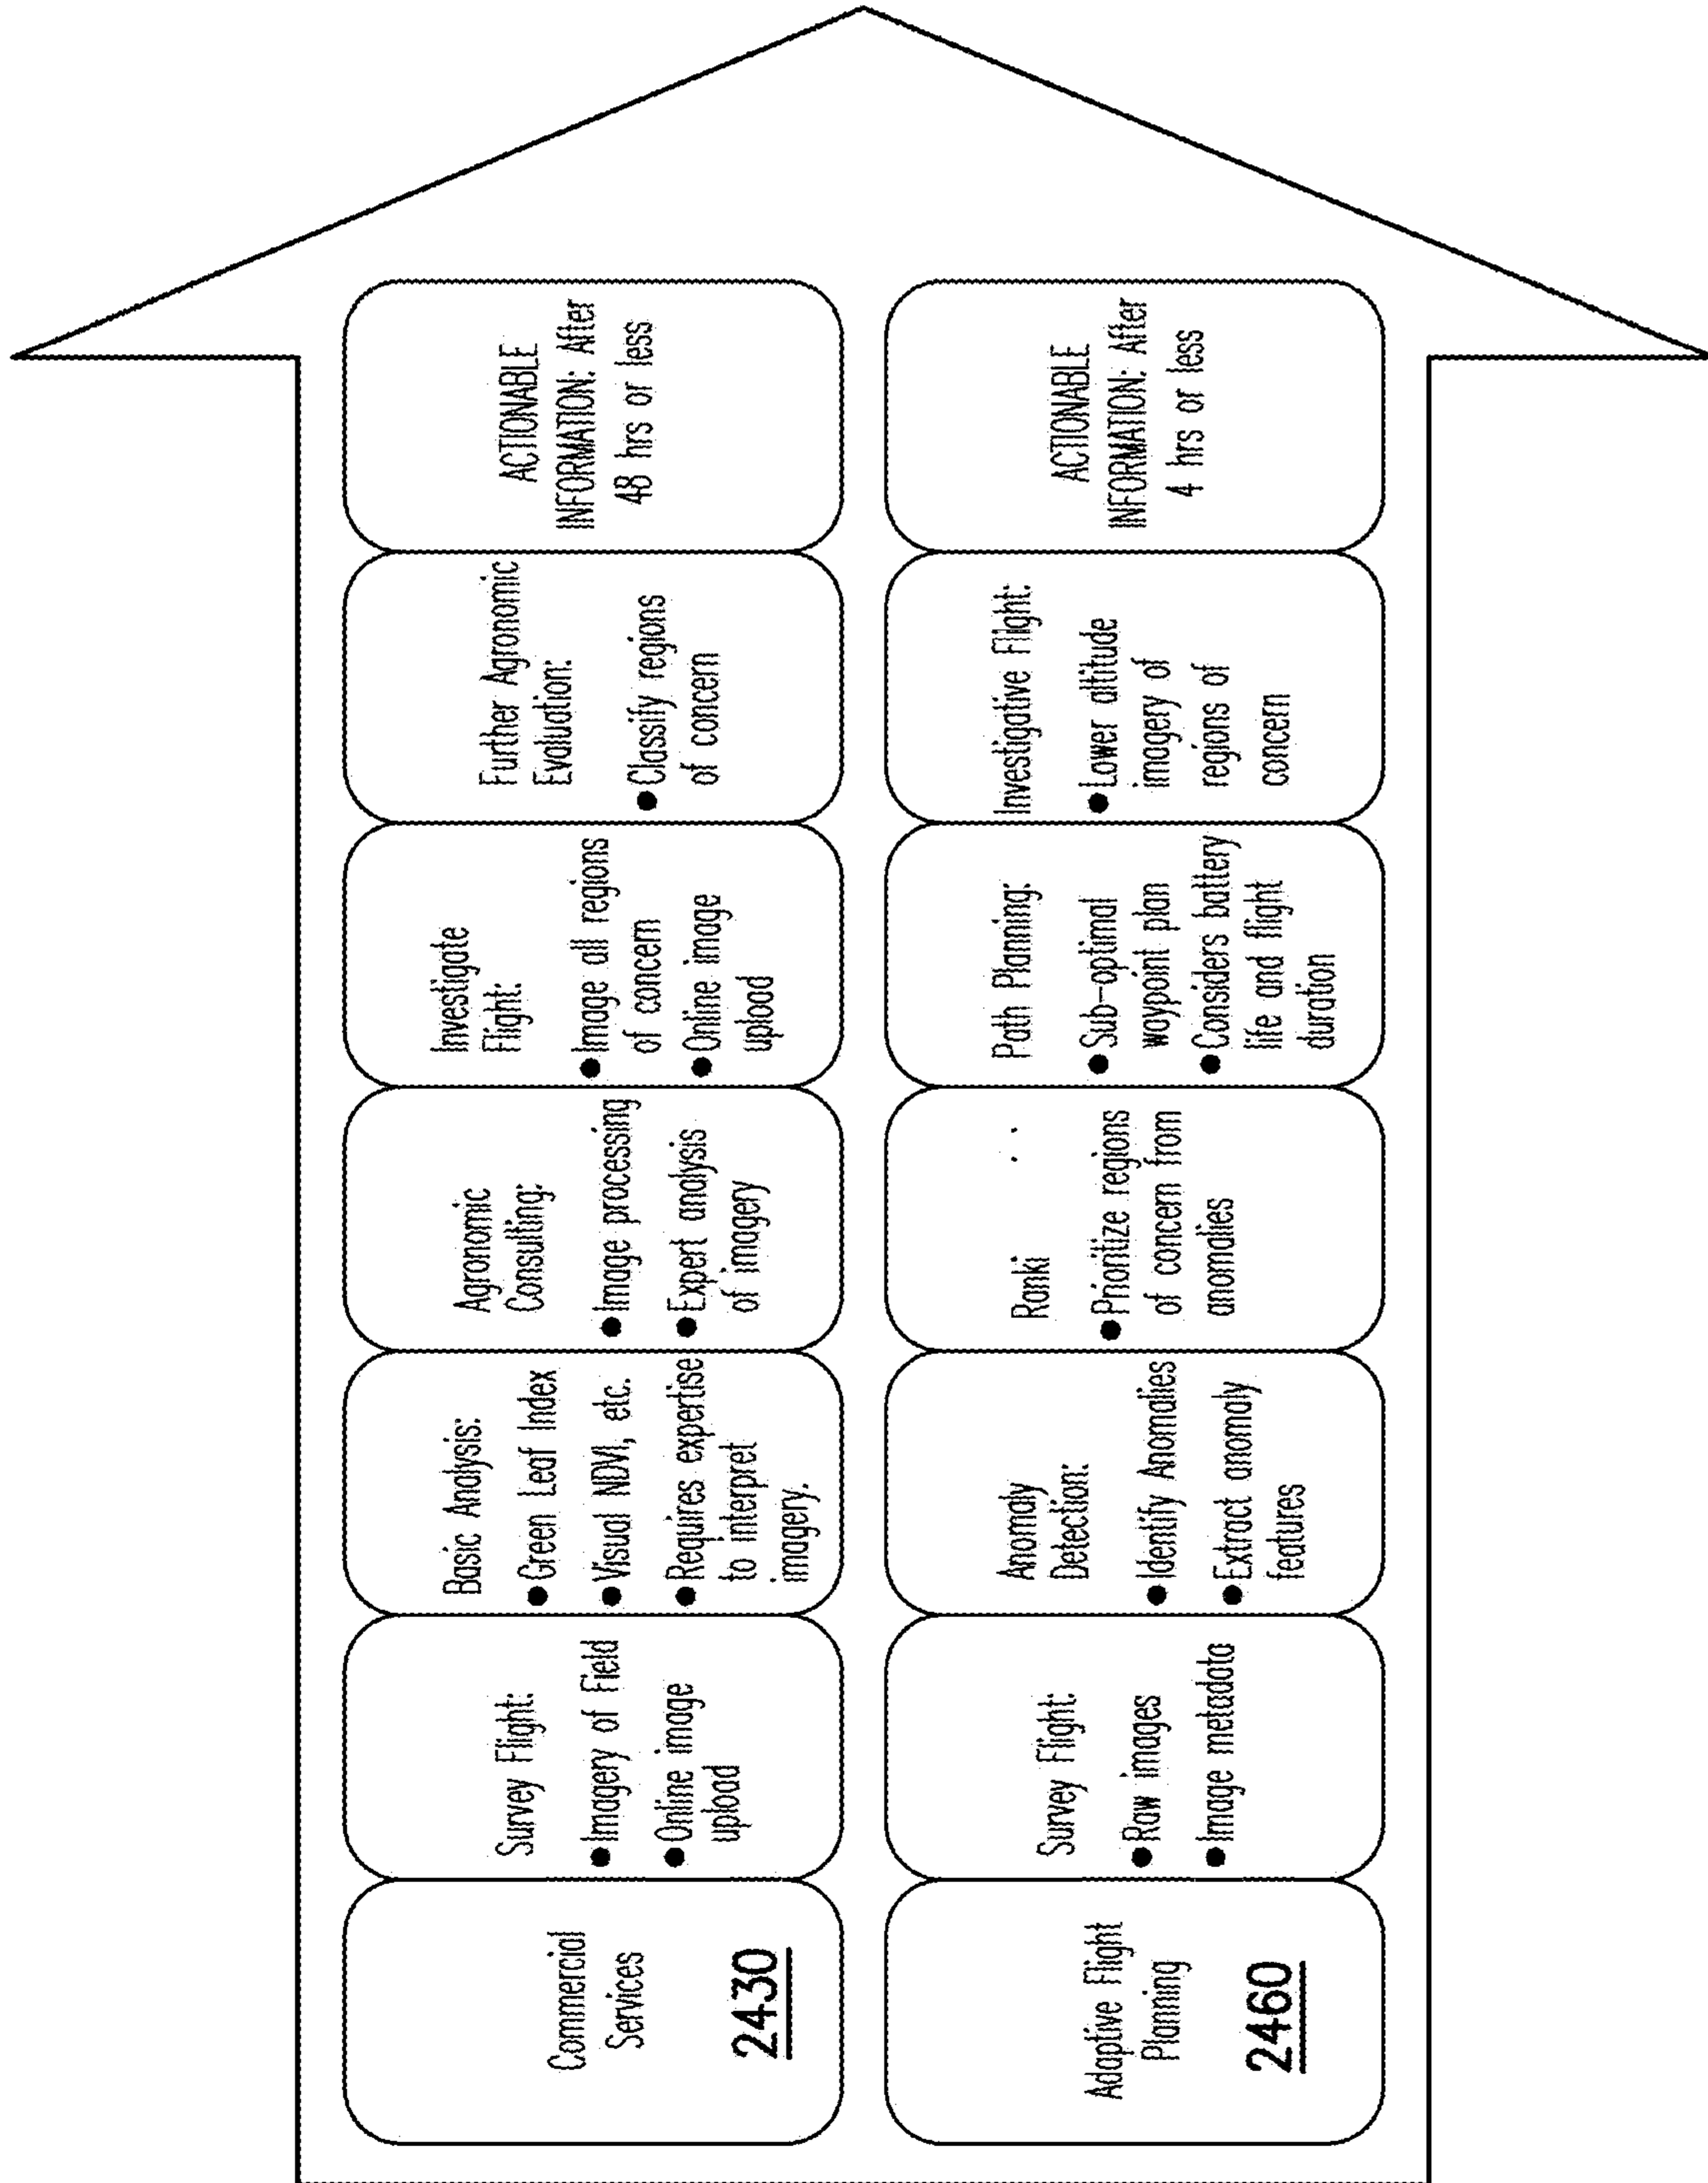 Commercial
Services
2430
Survey Flight:
● Imagery of Field
● Online image
upload
Basic Analysis:
● Green Leaf Index
● Visual NDVI, etc.
● Requires expertise
to interpret
imagery.
Agronomic
Consulting:
● Image processing
● Expert analysis
of imagery
Investigate
Flight:
● Image all regions
of concern
● Online image
upload
Further Agronomic
Evaluation:
● Classify regions
of concern
ACTIONABLE
INFORMATION: After
48 hrs or less
Adaptive Flight
Planning
2460
Survey Flight:
● Raw images
● Image metadata
Anomaly
Detection:
● Identify Anomalies
● Extract anomaly
features
Ranki
● Prioritize regions
of concern from
anomalies
Path Planning:
● Sub-optimal
waypoint plan
● Considers battery
life and flight
duration
Investigative Flight:
● Lower altitude
imagery of
regions of
concern
ACTIONABLE
INFORMATION: After
4 hrs or less